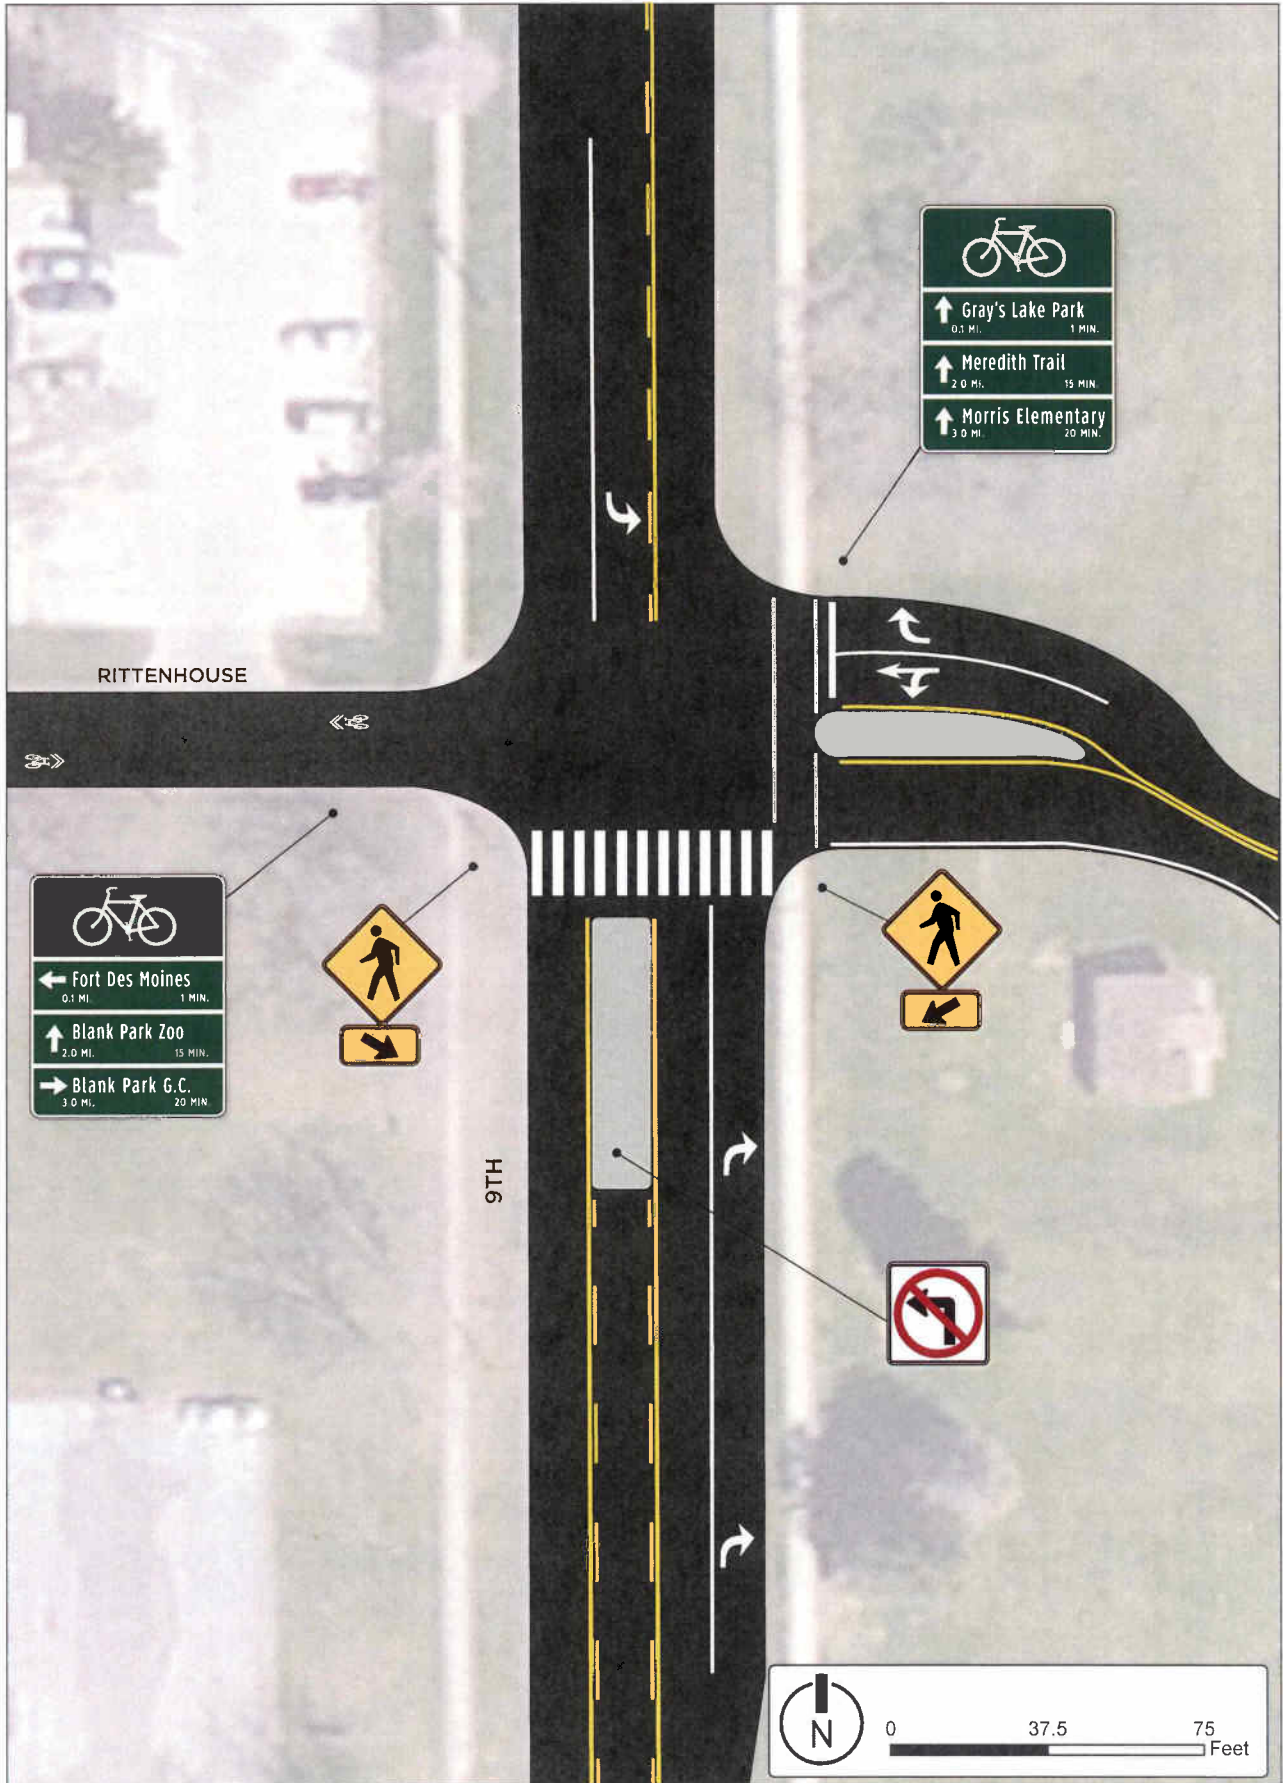 Gray's Lake Park
0.1 MI. 1 MIN.
Meredith Trail
2 0 Mi. 15 MIN.
Morris Elementary
3 0 MI. 20 MIN.
RITTENHOUSE
Fort Des Moines
0.1 MI 1 MIN.
Blank Park Zoo
2.0 MI. 15 MIN.
Blank Park G.C.
3 0 MI. 20 MIN
9TH
N
0 37.5 75
Feet